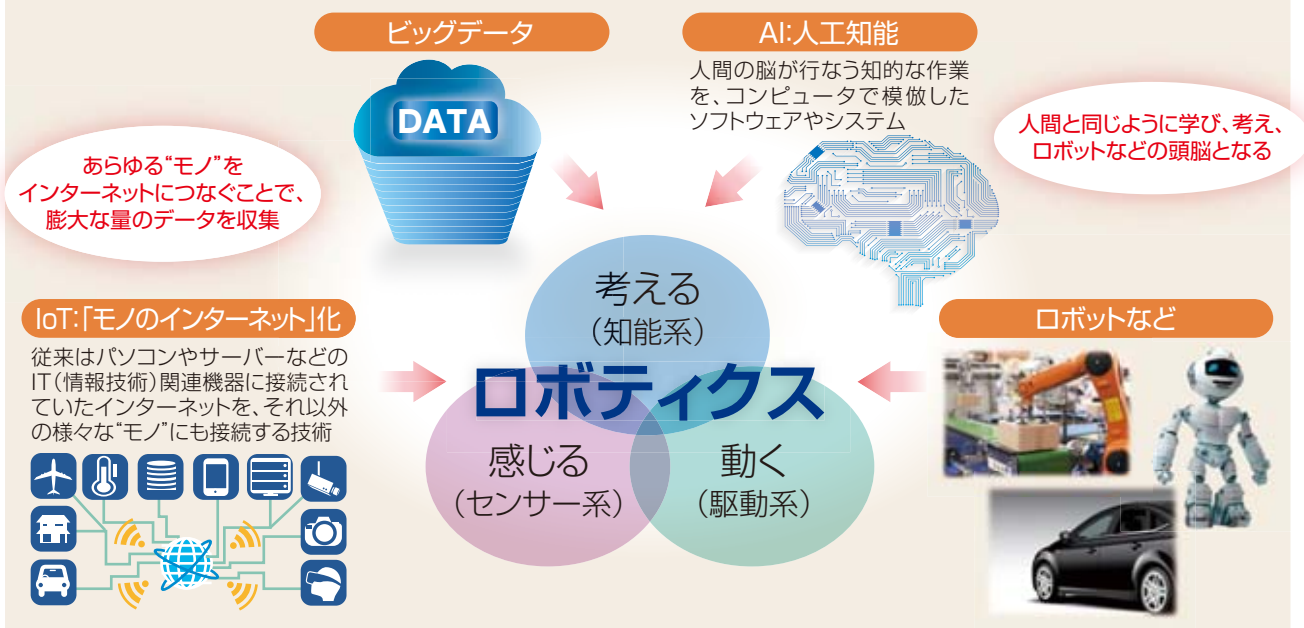 ビッグデータ
DATA
AI:人工知能
人間の脳が行なう知的な作業
を、コンピュータで模倣した
ソフトウェアやシステム
人間と同じように学び、考え、
ロボットなどの頭脳となる
あらゆる“モノ”を
インターネットにつなぐことで、
膨大な量のデータを収集
IoT:「モノのインターネット」化
従来はパソコンやサーバーなどの
IT(情報技術)関連機器に接続され
ていたインターネットを、それ以外
の様々な“モノ”にも接続する技術
考える
(知能系)
ロボティクス
感じる
(センサー系)
動く
(駆動系)
ロボットなど